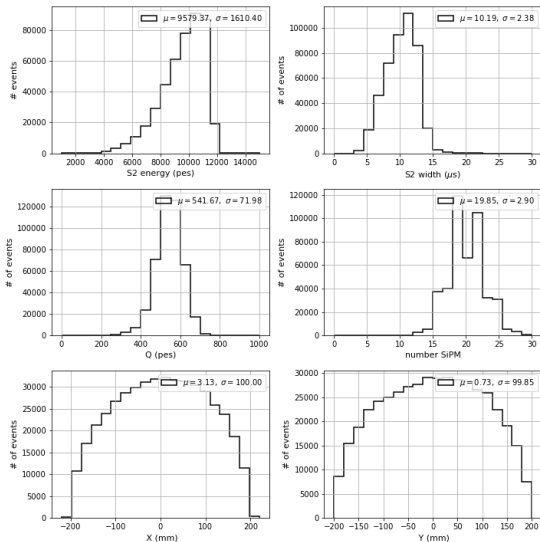 μ=9579.37, σ=1610.40
80000
60000
40000
20000
0
# events
2000 4000 6000 8000 10000 12000 14000
S2 energy (pes)
μ=10.19, σ=2.38
100000
80000
60000
40000
20000
0
# of events
0 5 10 15 20 25 30
S2 width (μs)
μ=541.67, σ=71.98
120000
100000
80000
60000
40000
20000
0
# of events
0 200 400 600 800 1000
Q (pes)
μ=19.85, σ=2.90
120000
100000
80000
60000
40000
20000
0
# of events
0 5 10 15 20 25 30
number SiPM
μ=3.13, σ=100.00
30000
25000
20000
15000
10000
5000
0
# of events
−200 −100 0 100 200
X (mm)
μ=0.73, σ=99.85
30000
25000
20000
15000
10000
5000
0
# of events
−200 −150 −100 −50 0 50 100 150 200
Y (mm)